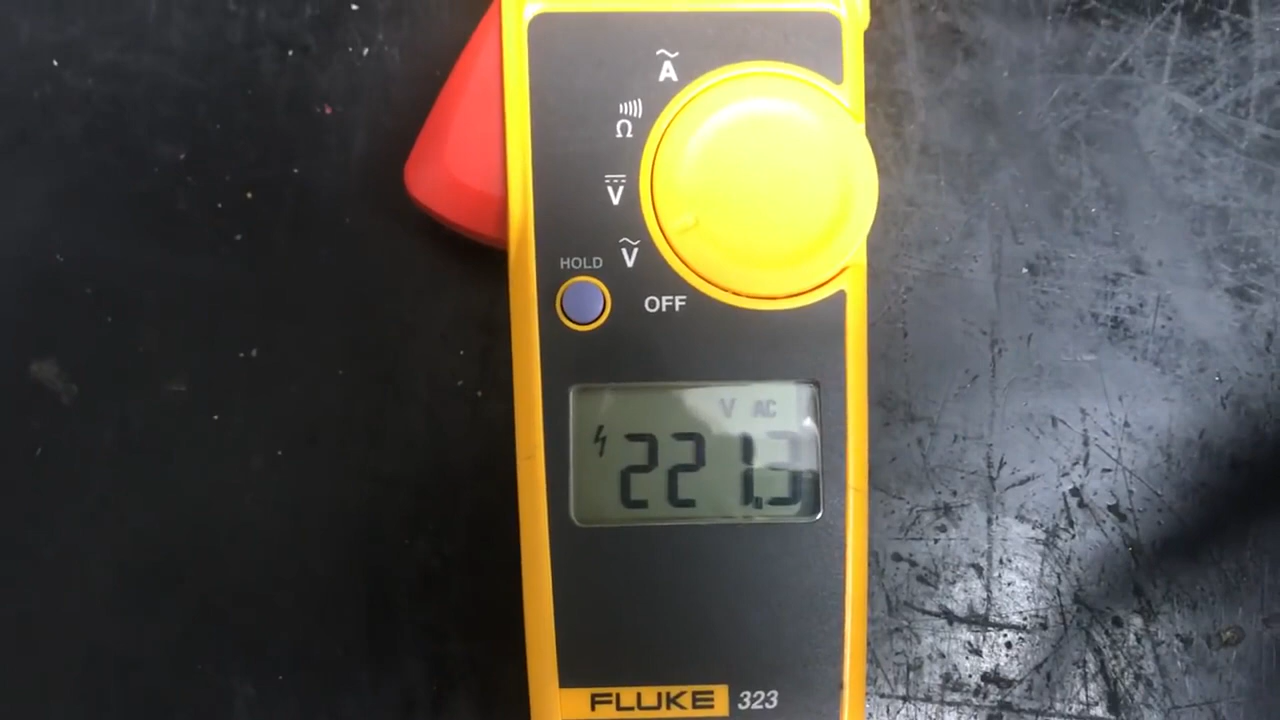 A
Ω
V
V
HOLD
OFF
V AC
221.3
FLUKE 323